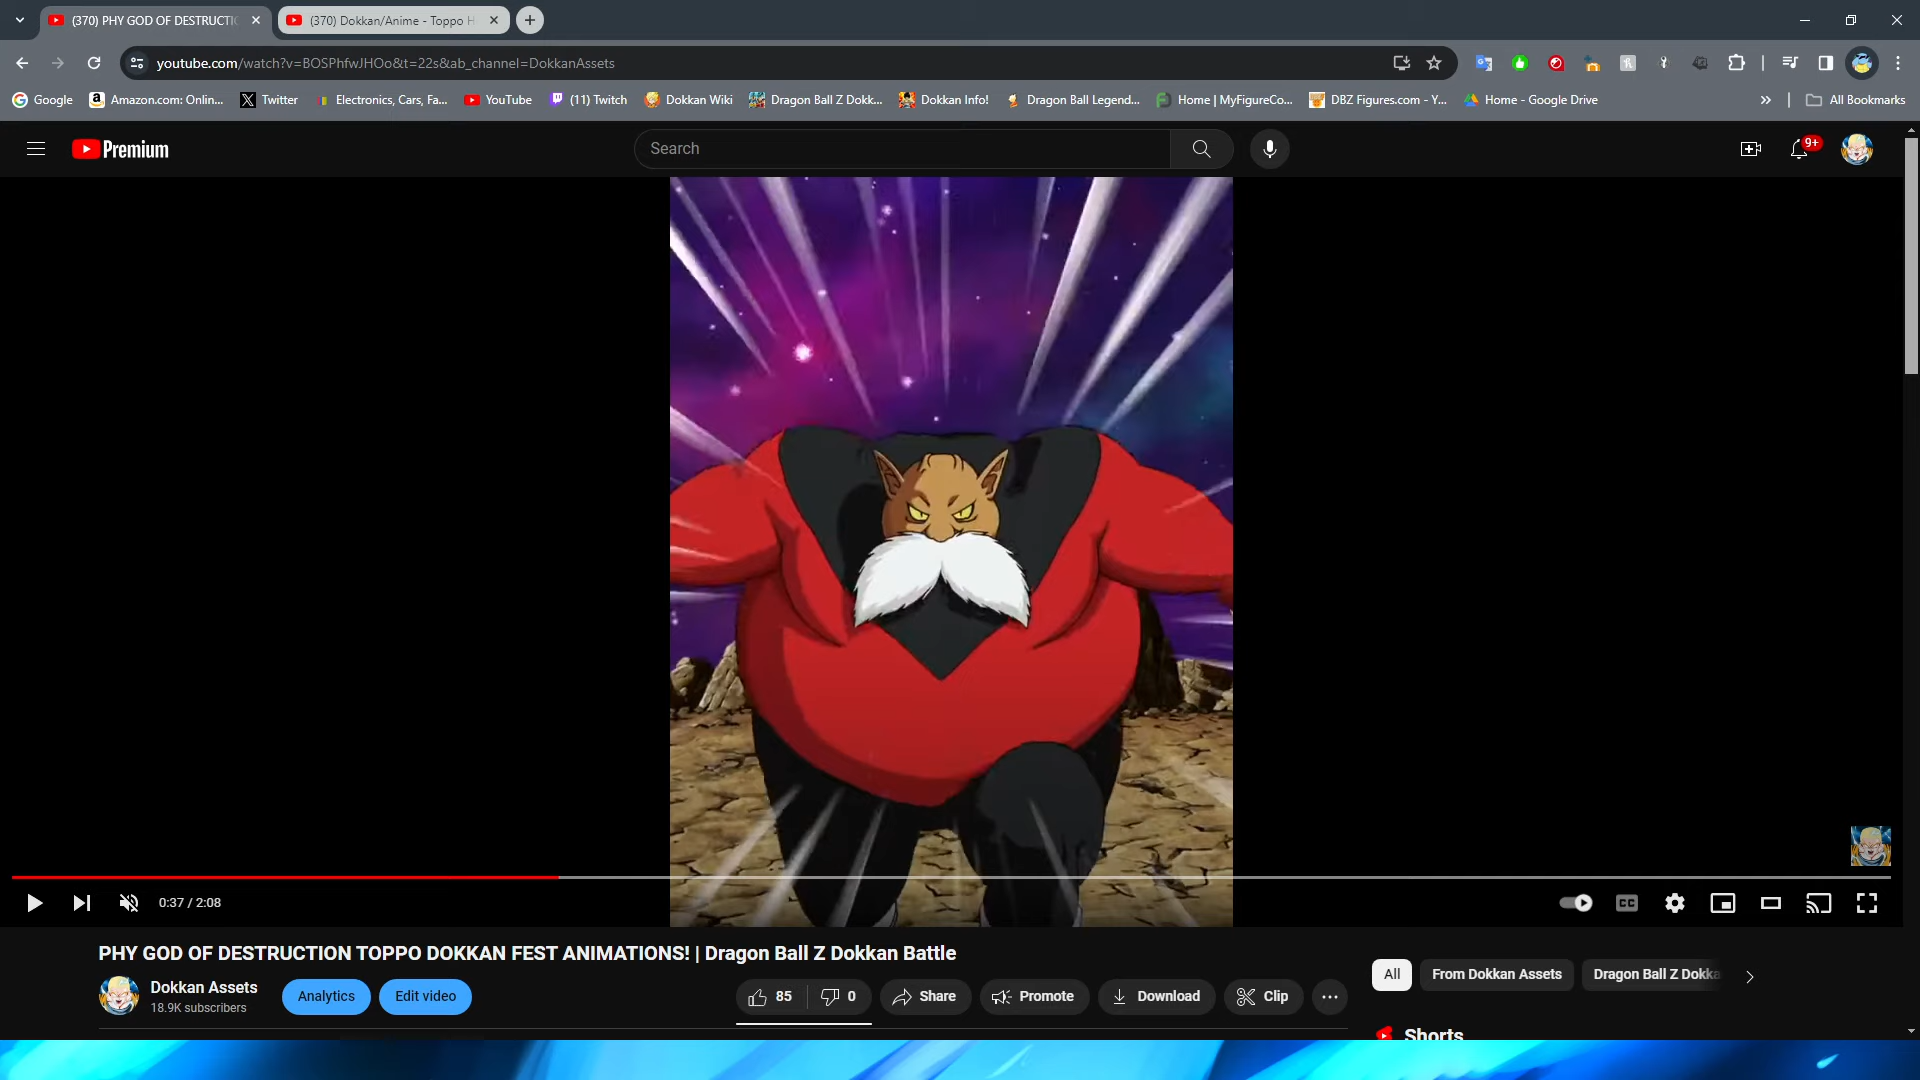 (370) PHY GOD OF DESTRUCTI
(370) Dokkan/Anime - Toppo H
youtube.com/watch?v=BOSPhfwJHOo&t=22s&ab_channel=DokkanAssets
Google
Amazon.com: Onlin...
Twitter
Electronics, Cars, Fa...
YouTube
(11) Twitch
Dokkan Wiki
Dragon Ball Z Dokk...
Dokkan Info!
Dragon Ball Legend...
Home | MyFigureCo...
DBZ Figures.com - Y...
Home - Google Drive
All Bookmarks
Premium
Search
9+
0:37 / 2:08
CC
PHY GOD OF DESTRUCTION TOPPO DOKKAN FEST ANIMATIONS! | Dragon Ball Z Dokkan Battle
Dokkan Assets
18.9K subscribers
Analytics
Edit video
85
0
Share
Promote
Download
Clip
All
From Dokkan Assets
Dragon Ball Z Dokka
Shorts